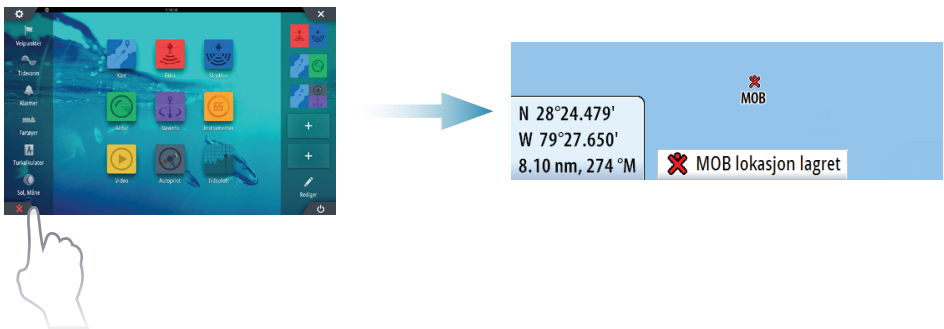 Veipunkter
Tidevann
Alarmer
Fartøyer
Turkalkulator
Sol, Måne
Kart
Ekko
Struktur
Radar
Navinfo
Instrumenter
Video
Autopilot
Tidsplott
Rediger
MOB
N 28°24.479'
W 79°27.650'
8.10 nm, 274 °M
MOB lokasjon lagret